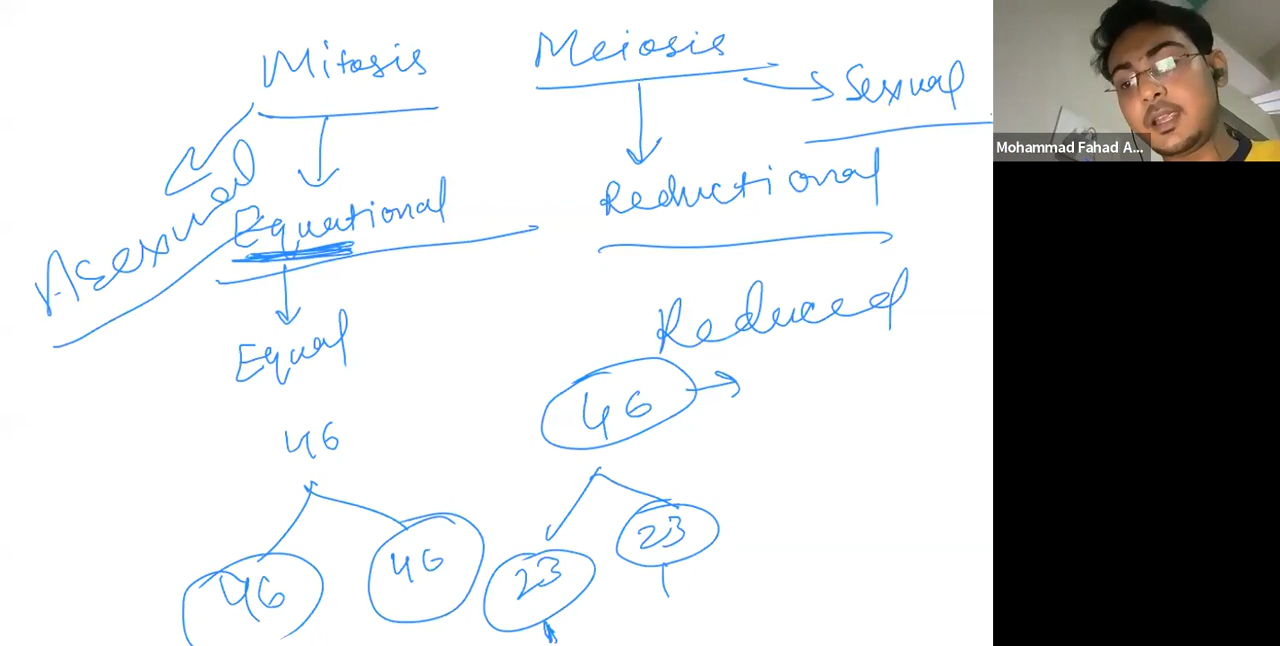 Mitosis
Meiosis
Sexual
Asexual
Equational
Reductional
Equal
Reduced
46
46
46
46
23
23
Mohammad Fahad A...